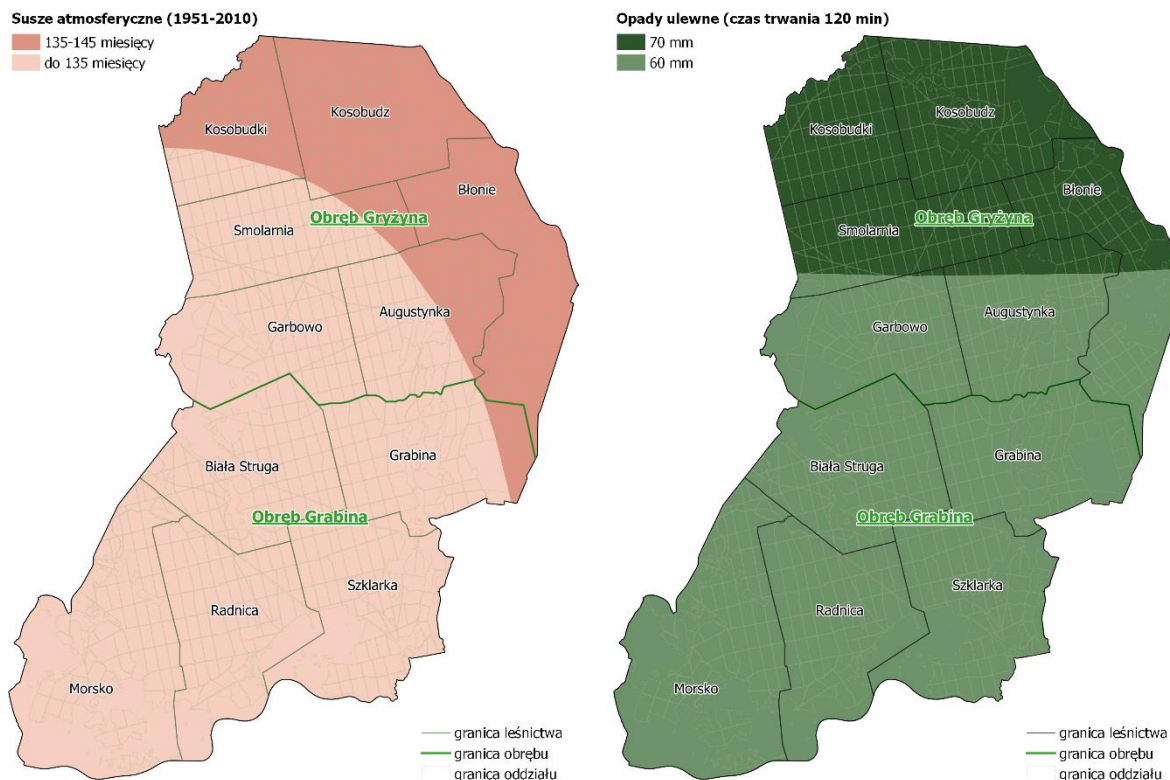 Susze atmosferyczne (1951-2010)
135-145 miesięcy
do 135 miesięcy
Kosobudz
Kosobudki
Błonie
Obręb Gryżyna
Smolarnia
Augustynka
Garbowo
Grabina
Biała Struga
Obręb Grabina
Szklarka
Radnica
Morsko
granica leśnictwa
granica obrębu
granica oddziału
Opady ulewne (czas trwania 120 min)
70 mm
60 mm
Kosobudz
Kosobudki
Błonie
Obręb Gryżyna
Smolarnia
Augustynka
Garbowo
Grabina
Biała Struga
Obręb Grabina
Szklarka
Radnica
Morsko
granica leśnictwa
granica obrębu
granica oddziału